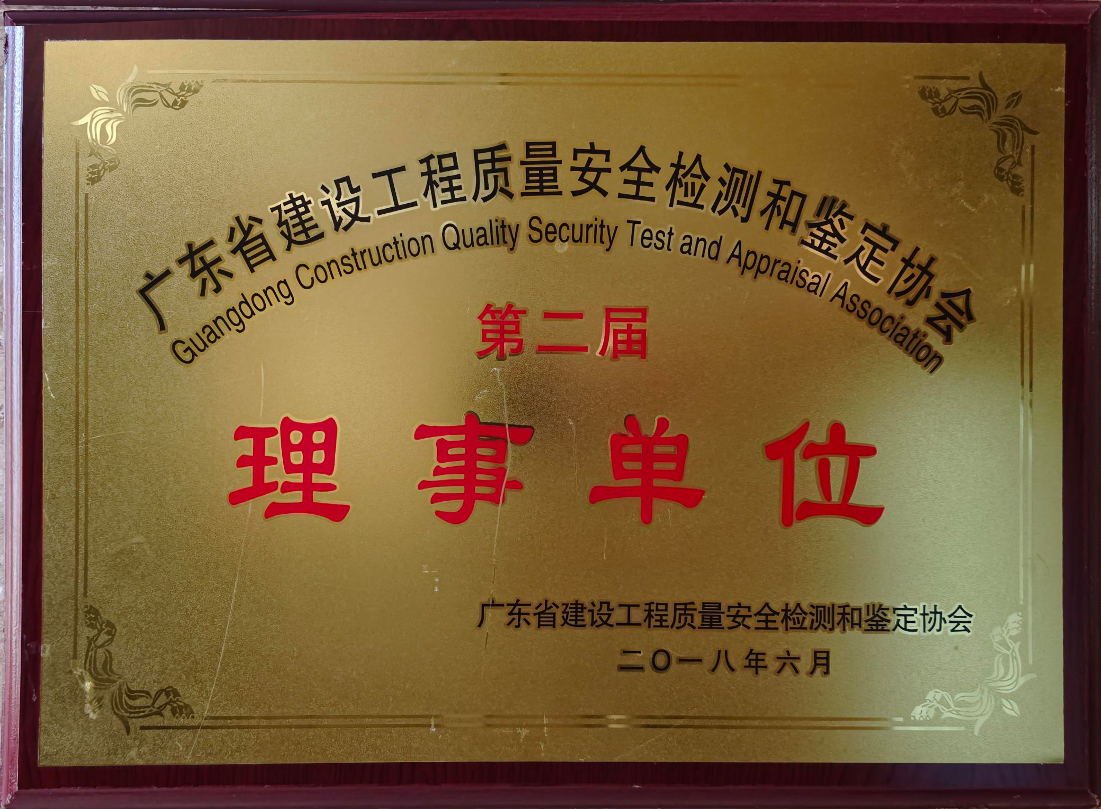 广东省建设工程质量安全检测和鉴定协会
Guangdong Construction Quality Security Test and Appraisal Association
第二届
理事单位
广东省建设工程质量安全检测和鉴定协会
二〇一八年六月